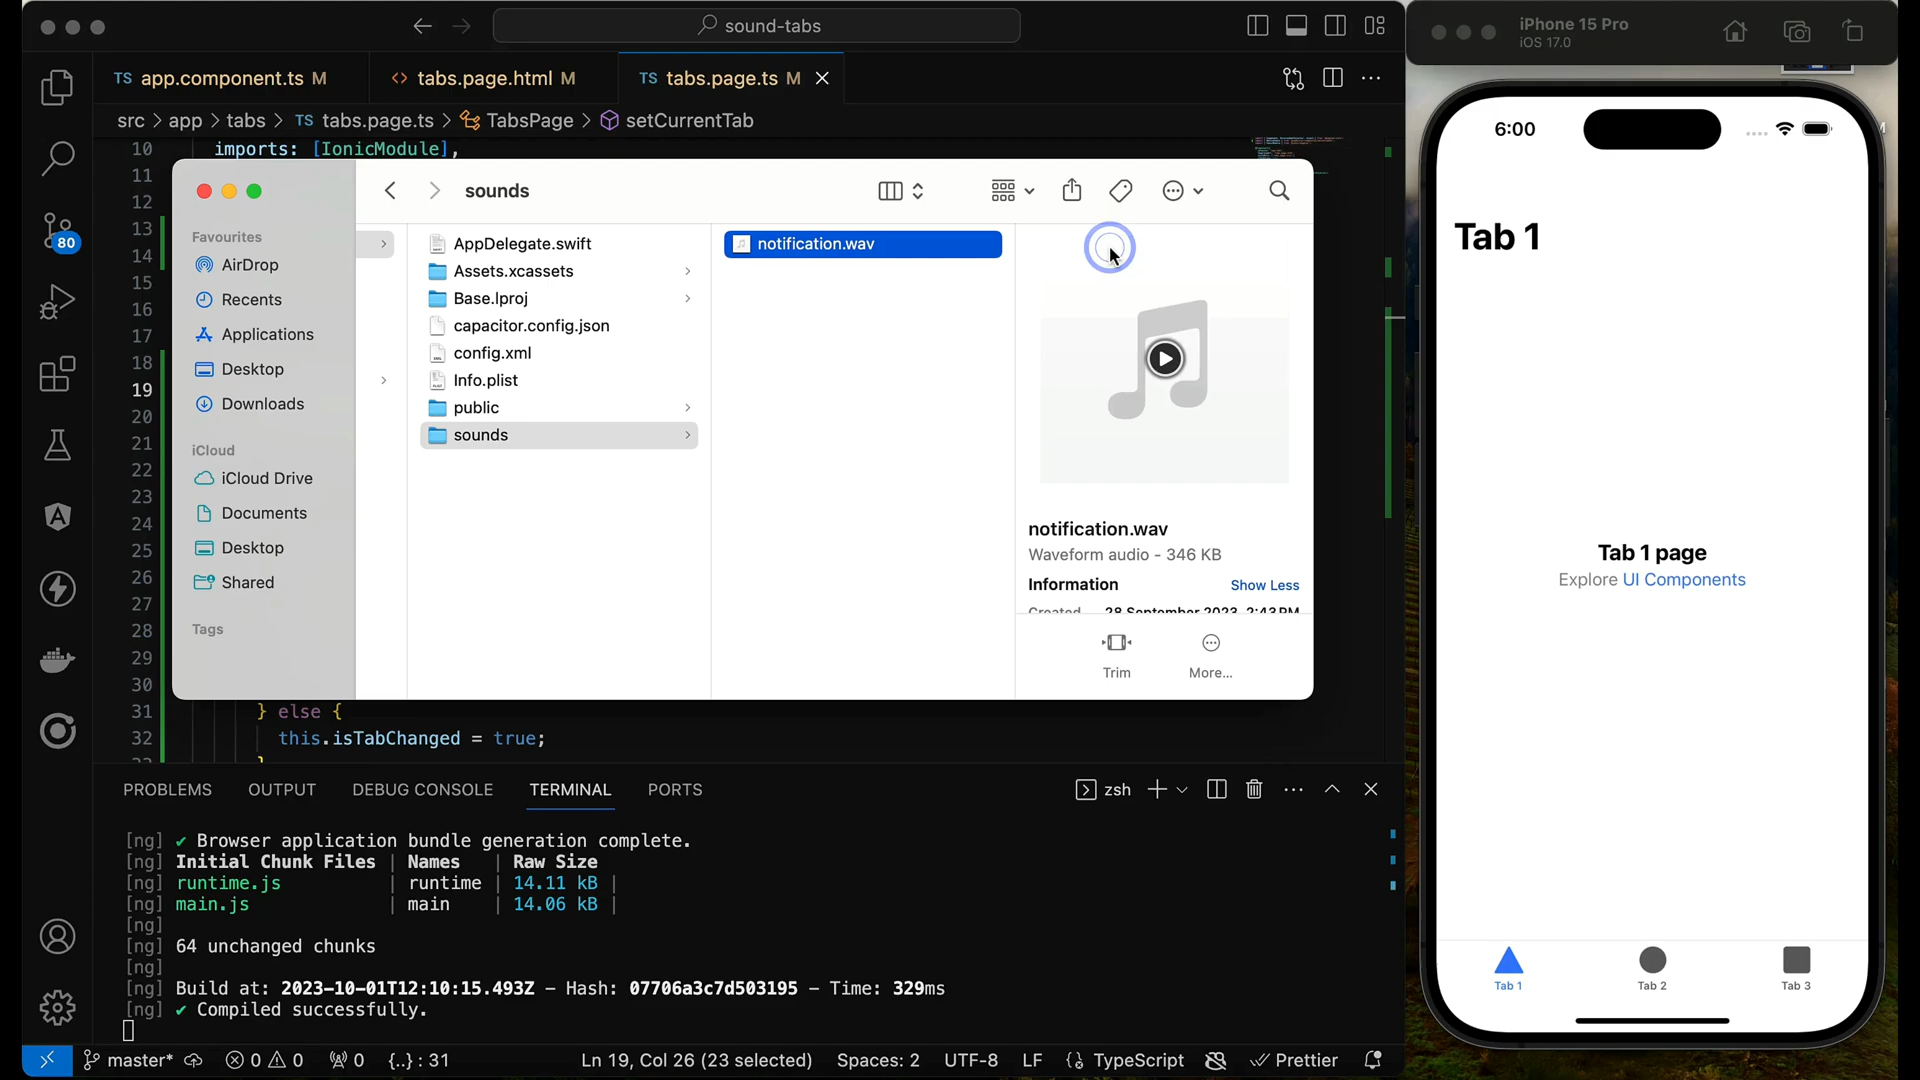 sound-tabs
TS app.component.ts M
<> tabs.page.html M
TS tabs.page.ts M
src > app > tabs > TS tabs.page.ts > TabsPage > setCurrentTab
10 imports: [IonicModule],
11
12
13
14
15
16
17
18
19
20
21
22
23
24
25
26
27
28
29
30
31 } else {
32 this.isTabChanged = true;
sounds
Favourites
AirDrop
Recents
Applications
Desktop
Downloads
iCloud
iCloud Drive
Documents
Desktop
Shared
Tags
AppDelegate.swift
Assets.xcassets
Base.lproj
capacitor.config.json
config.xml
Info.plist
public
sounds
notification.wav
notification.wav
Waveform audio - 346 KB
Information Show Less
Created 28 September 2023, 2:43 PM
Trim More...
80
PROBLEMS OUTPUT DEBUG CONSOLE TERMINAL PORTS
zsh
[ng] ✔ Browser application bundle generation complete.
[ng] Initial Chunk Files | Names | Raw Size
[ng] runtime.js | runtime | 14.11 kB |
[ng] main.js | main | 14.06 kB |
[ng]
[ng] 64 unchanged chunks
[ng]
[ng] Build at: 2023-10-01T12:10:15.493Z - Hash: 07706a3c7d503195 - Time: 329ms
[ng] ✔ Compiled successfully.
master* 0 0 0 {..} : 31 Ln 19, Col 26 (23 selected) Spaces: 2 UTF-8 LF TypeScript Prettier
iPhone 15 Pro
iOS 17.0
6:00
Tab 1
Tab 1 page
Explore UI Components
Tab 1
Tab 2
Tab 3